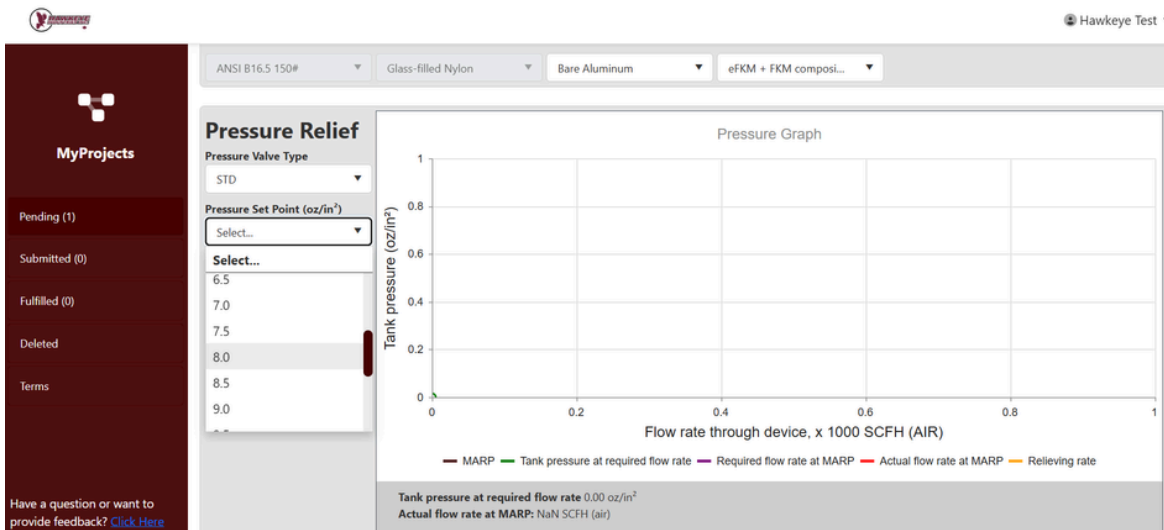 HAWKEYE
Hawkeye Test
MyProjects
Pending (1)
Submitted (0)
Fulfilled (0)
Deleted
Terms
Have a question or want to
provide feedback? Click Here
ANSI B16.5 150#
Glass-filled Nylon
Bare Aluminum
eFKM + FKM composi...
Pressure Relief
Pressure Valve Type
STD
Pressure Set Point (oz/in²)
Select...
Select...
6.5
7.0
7.5
8.0
8.5
9.0
Pressure Graph
Tank pressure (oz/in²)
1
0.8
0.6
0.4
0.2
0
0
0.2
0.4
0.6
0.8
1
Flow rate through device, x 1000 SCFH (AIR)
MARP
Tank pressure at required flow rate
Required flow rate at MARP
Actual flow rate at MARP
Relieving rate
Tank pressure at required flow rate 0.00 oz/in²
Actual flow rate at MARP: NaN SCFH (air)